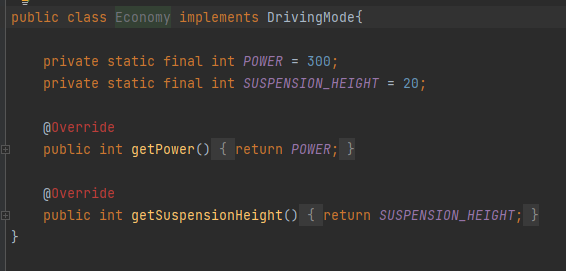 public class Economy implements DrivingMode{
private static final int POWER = 300;
private static final int SUSPENSION_HEIGHT = 20;
@Override
public int getPower() { return POWER; }
@Override
public int getSuspensionHeight() { return SUSPENSION_HEIGHT; }
}